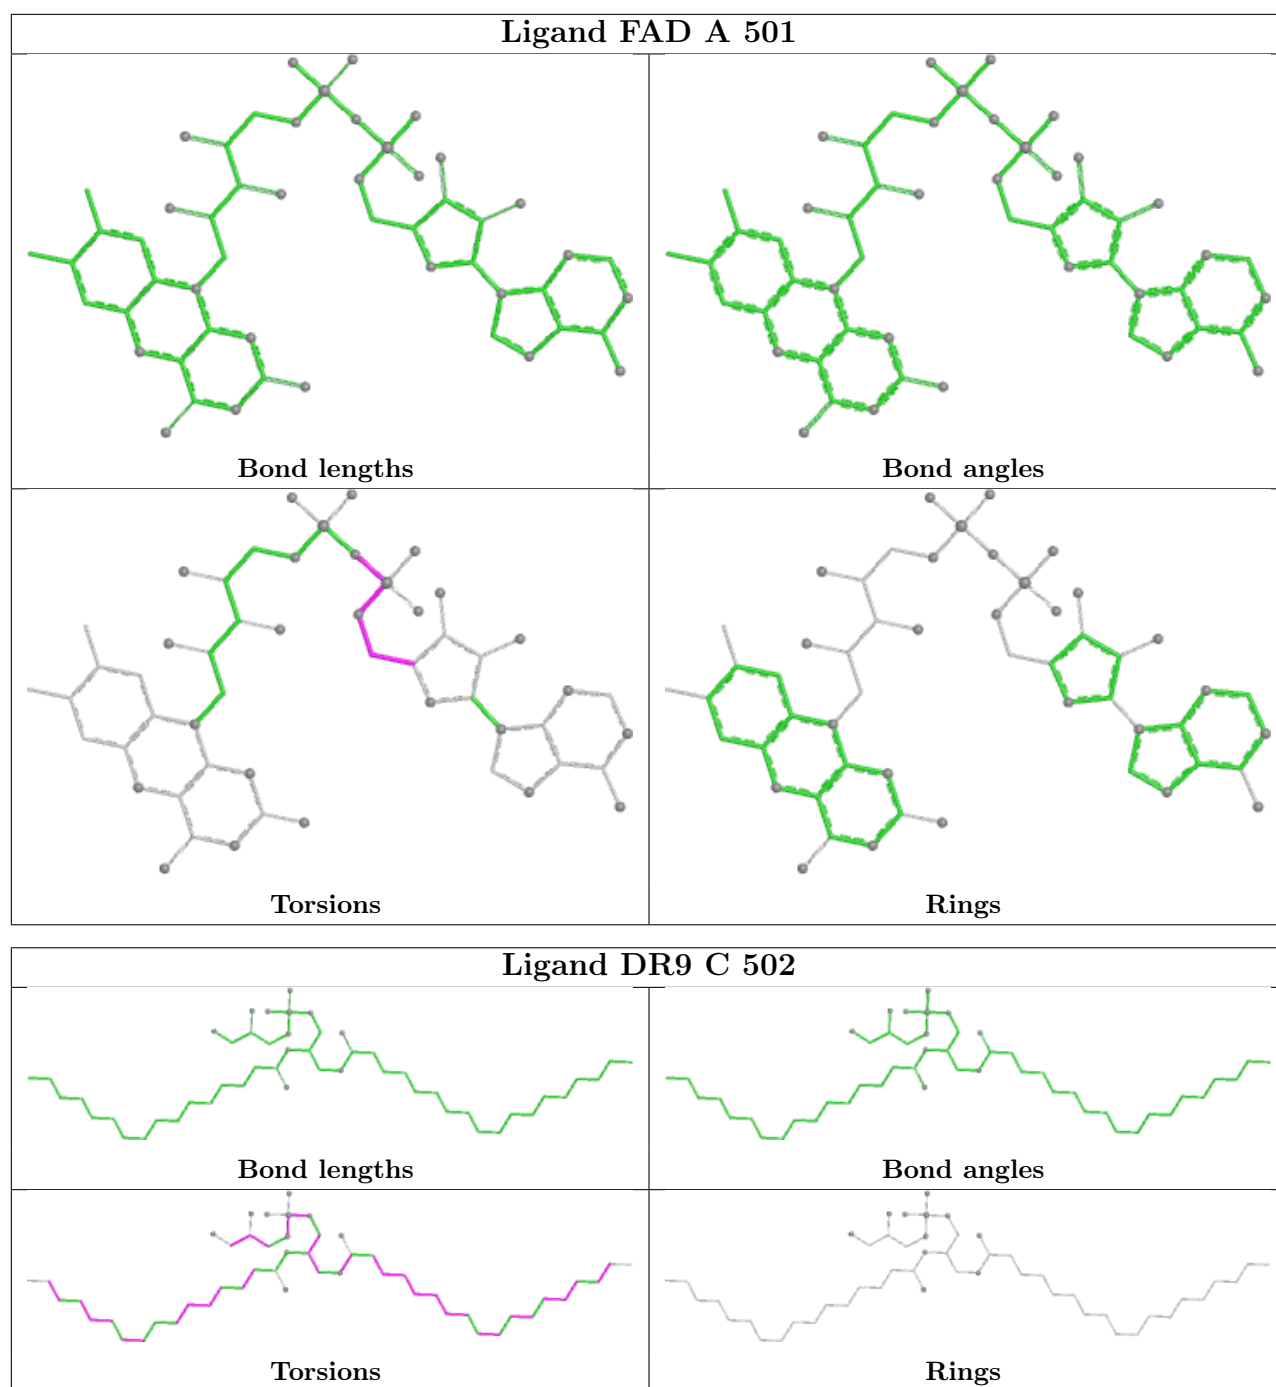 Ligand FAD A 501
Bond lengths
Bond angles
Torsions
Rings
Ligand DR9 C 502
Bond lengths
Bond angles
Torsions
Rings